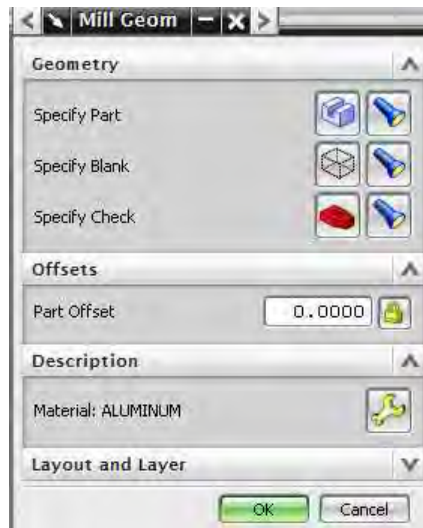 Mill Geom
Geometry
Specify Part
Specify Blank
Specify Check
Offsets
Part Offset 0.0000
Description
Material: ALUMINUM
Layout and Layer
OK Cancel